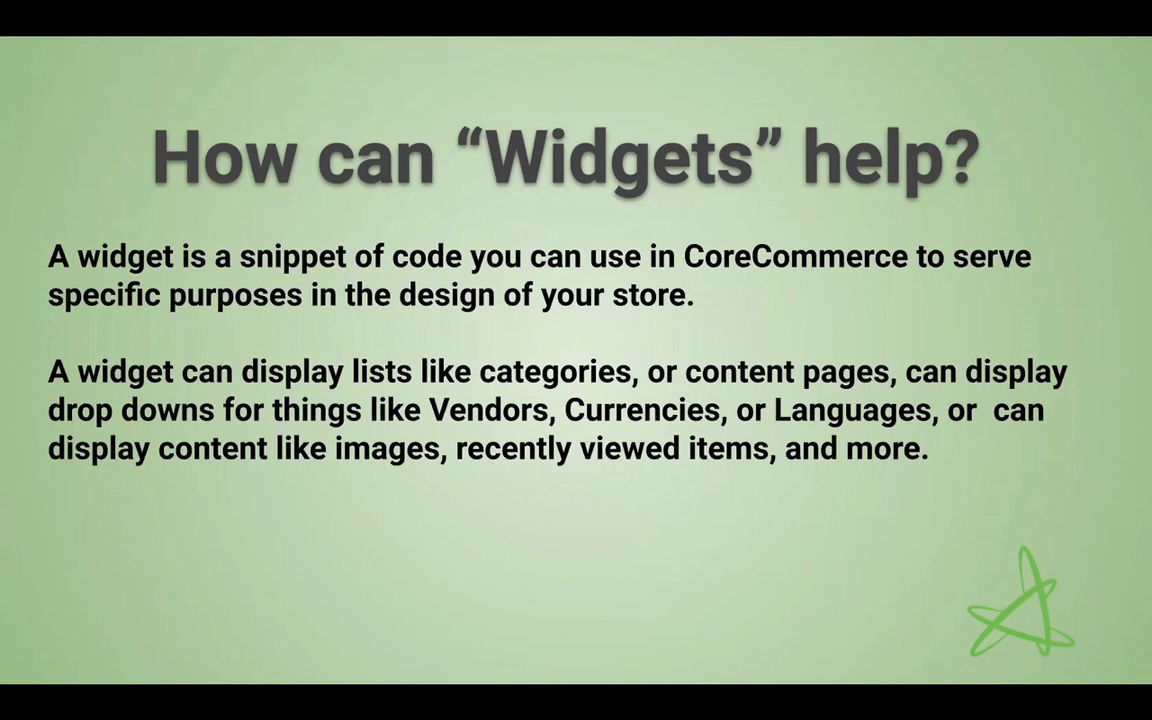 How can “Widgets” help?
A widget is a snippet of code you can use in CoreCommerce to serve
specific purposes in the design of your store.
A widget can display lists like categories, or content pages, can display
drop downs for things like Vendors, Currencies, or Languages, or  can
display content like images, recently viewed items, and more.